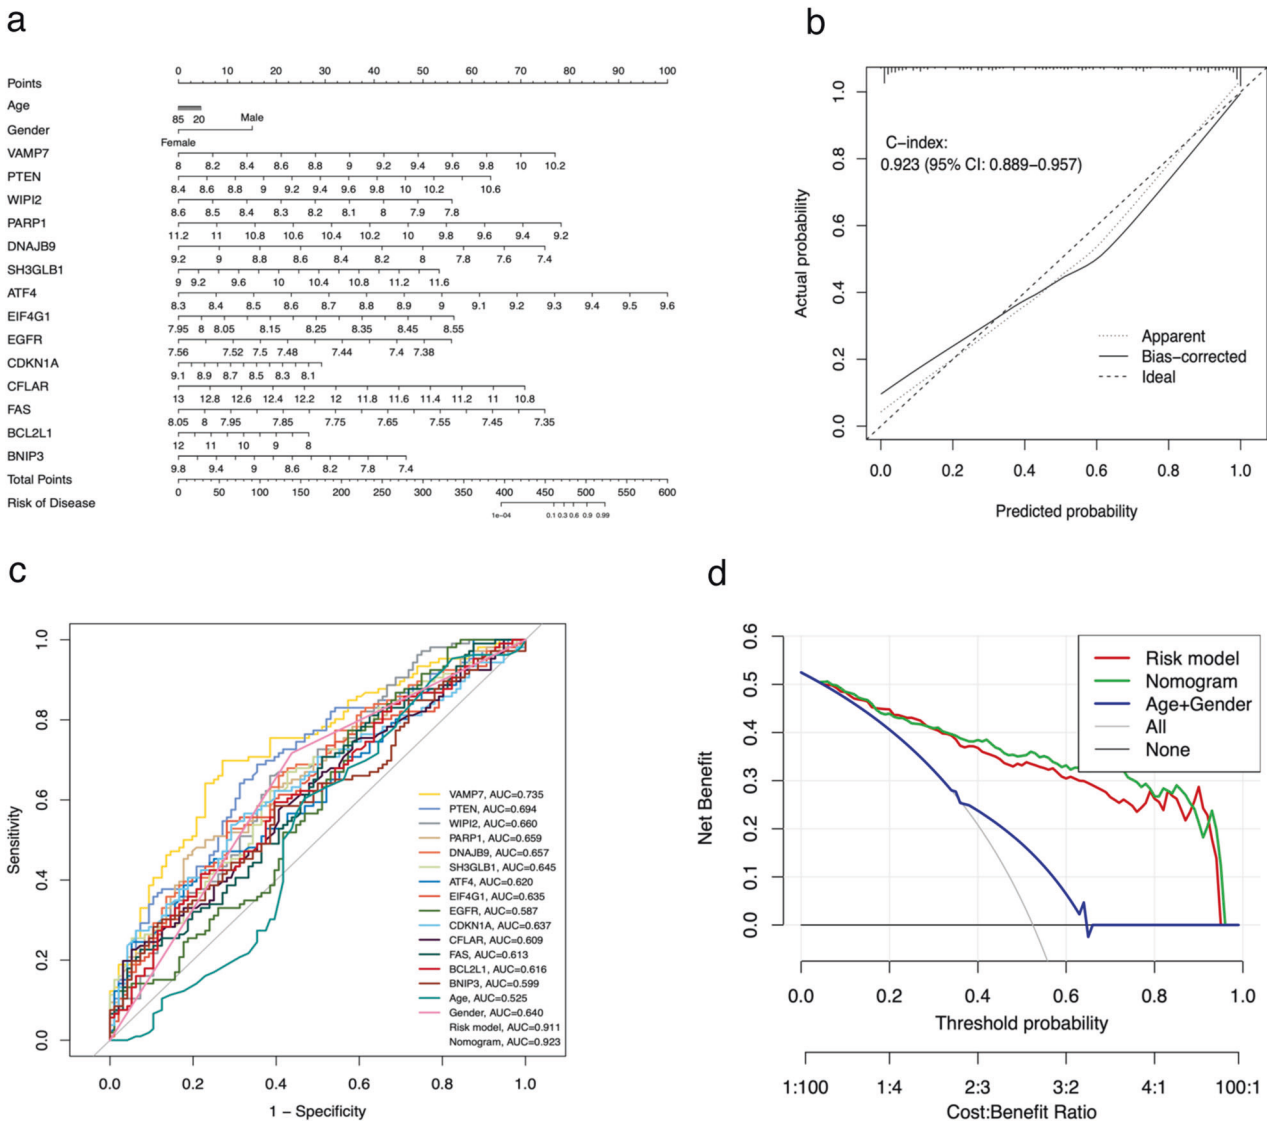 a
0 10 20 30 40 50 60 70 80 90 100
Points
Age
85 20
Male
Gender
Female
VAMP7
8 8.2 8.4 8.6 8.8 9 9.2 9.4 9.6 9.8 10 10.2
PTEN
8.4 8.6 8.8 9 9.2 9.4 9.6 9.8 10 10.2 10.6
WIPI2
8.6 8.5 8.4 8.3 8.2 8.1 8 7.9 7.8
PARP1
11.2 11 10.8 10.6 10.4 10.2 10 9.8 9.6 9.4 9.2
DNAJB9
9.2 9 8.8 8.6 8.4 8.2 8 7.8 7.6 7.4
SH3GLB1
9 9.2 9.6 10 10.4 10.8 11.2 11.6
ATF4
8.3 8.4 8.5 8.6 8.7 8.8 8.9 9 9.1 9.2 9.3 9.4 9.5 9.6
EIF4G1
7.95 8 8.05 8.15 8.25 8.35 8.45 8.55
EGFR
7.56 7.52 7.5 7.48 7.44 7.4 7.38
CDKN1A
9.1 8.9 8.7 8.5 8.3 8.1
CFLAR
13 12.8 12.6 12.4 12.2 12 11.8 11.6 11.4 11.2 11 10.8
FAS
8.05 8 7.95 7.85 7.75 7.65 7.55 7.45 7.35
BCL2L1
12 11 10 9 8
BNIP3
9.8 9.4 9 8.6 8.2 7.8 7.4
Total Points
0 50 100 150 200 250 300 350 400 450 500 550 600
Risk of Disease
1e−04 0.1 0.3 0.6 0.9 0.99
b
C−index:
0.923 (95% CI: 0.889−0.957)
Actual probability
1.0
0.8
0.6
0.4
0.2
0.0
Apparent
Bias−corrected
Ideal
0.0 0.2 0.4 0.6 0.8 1.0
Predicted probability
c
Sensitivity
1.0
0.8
0.6
0.4
0.2
0.0
VAMP7, AUC=0.735
PTEN, AUC=0.694
WIPI2, AUC=0.660
PARP1, AUC=0.659
DNAJB9, AUC=0.657
SH3GLB1, AUC=0.645
ATF4, AUC=0.620
EIF4G1, AUC=0.635
EGFR, AUC=0.587
CDKN1A, AUC=0.637
CFLAR, AUC=0.609
FAS, AUC=0.613
BCL2L1, AUC=0.616
BNIP3, AUC=0.599
Age, AUC=0.525
Gender, AUC=0.640
Risk model, AUC=0.911
Nomogram, AUC=0.923
0.0 0.2 0.4 0.6 0.8 1.0
1 − Specificity
d
Net Benefit
0.6
0.5
0.4
0.3
0.2
0.1
0.0
Risk model
Nomogram
Age+Gender
All
None
0.0 0.2 0.4 0.6 0.8 1.0
Threshold probability
1:100 1:4 2:3 3:2 4:1 100:1
Cost:Benefit Ratio